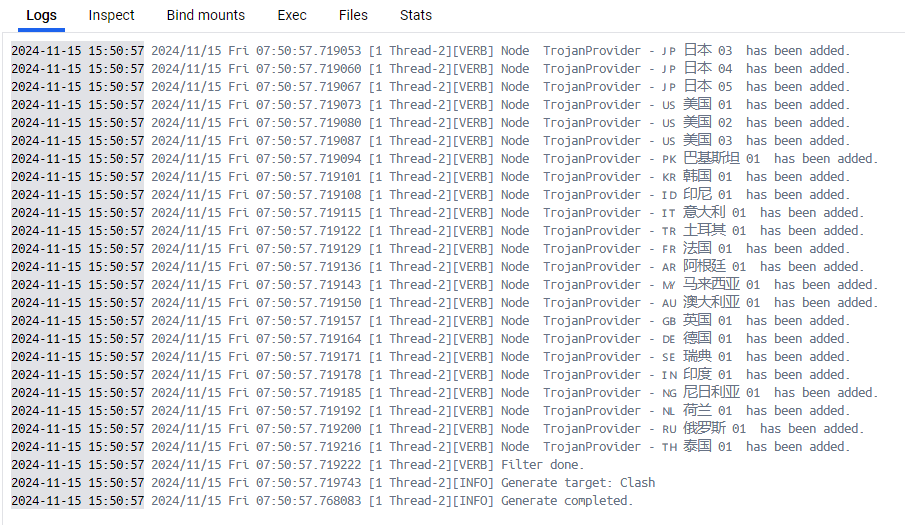 Logs Inspect Bind mounts Exec Files Stats
2024-11-15 15:50:57 2024/11/15 Fri 07:50:57.719053 [1 Thread-2][VERB] Node  TrojanProvider - JP 日本 03  has been added.
2024-11-15 15:50:57 2024/11/15 Fri 07:50:57.719060 [1 Thread-2][VERB] Node  TrojanProvider - JP 日本 04  has been added.
2024-11-15 15:50:57 2024/11/15 Fri 07:50:57.719067 [1 Thread-2][VERB] Node  TrojanProvider - JP 日本 05  has been added.
2024-11-15 15:50:57 2024/11/15 Fri 07:50:57.719073 [1 Thread-2][VERB] Node  TrojanProvider - US 美国 01  has been added.
2024-11-15 15:50:57 2024/11/15 Fri 07:50:57.719080 [1 Thread-2][VERB] Node  TrojanProvider - US 美国 02  has been added.
2024-11-15 15:50:57 2024/11/15 Fri 07:50:57.719087 [1 Thread-2][VERB] Node  TrojanProvider - US 美国 03  has been added.
2024-11-15 15:50:57 2024/11/15 Fri 07:50:57.719094 [1 Thread-2][VERB] Node  TrojanProvider - PK 巴基斯坦 01  has been added.
2024-11-15 15:50:57 2024/11/15 Fri 07:50:57.719101 [1 Thread-2][VERB] Node  TrojanProvider - KR 韩国 01  has been added.
2024-11-15 15:50:57 2024/11/15 Fri 07:50:57.719108 [1 Thread-2][VERB] Node  TrojanProvider - ID 印尼 01  has been added.
2024-11-15 15:50:57 2024/11/15 Fri 07:50:57.719115 [1 Thread-2][VERB] Node  TrojanProvider - IT 意大利 01  has been added.
2024-11-15 15:50:57 2024/11/15 Fri 07:50:57.719122 [1 Thread-2][VERB] Node  TrojanProvider - TR 土耳其 01  has been added.
2024-11-15 15:50:57 2024/11/15 Fri 07:50:57.719129 [1 Thread-2][VERB] Node  TrojanProvider - FR 法国 01  has been added.
2024-11-15 15:50:57 2024/11/15 Fri 07:50:57.719136 [1 Thread-2][VERB] Node  TrojanProvider - AR 阿根廷 01  has been added.
2024-11-15 15:50:57 2024/11/15 Fri 07:50:57.719143 [1 Thread-2][VERB] Node  TrojanProvider - MY 马来西亚 01  has been added.
2024-11-15 15:50:57 2024/11/15 Fri 07:50:57.719150 [1 Thread-2][VERB] Node  TrojanProvider - AU 澳大利亚 01  has been added.
2024-11-15 15:50:57 2024/11/15 Fri 07:50:57.719157 [1 Thread-2][VERB] Node  TrojanProvider - GB 英国 01  has been added.
2024-11-15 15:50:57 2024/11/15 Fri 07:50:57.719164 [1 Thread-2][VERB] Node  TrojanProvider - DE 德国 01  has been added.
2024-11-15 15:50:57 2024/11/15 Fri 07:50:57.719171 [1 Thread-2][VERB] Node  TrojanProvider - SE 瑞典 01  has been added.
2024-11-15 15:50:57 2024/11/15 Fri 07:50:57.719178 [1 Thread-2][VERB] Node  TrojanProvider - IN 印度 01  has been added.
2024-11-15 15:50:57 2024/11/15 Fri 07:50:57.719185 [1 Thread-2][VERB] Node  TrojanProvider - NG 尼日利亚 01  has been added.
2024-11-15 15:50:57 2024/11/15 Fri 07:50:57.719192 [1 Thread-2][VERB] Node  TrojanProvider - NL 荷兰 01  has been added.
2024-11-15 15:50:57 2024/11/15 Fri 07:50:57.719200 [1 Thread-2][VERB] Node  TrojanProvider - RU 俄罗斯 01  has been added.
2024-11-15 15:50:57 2024/11/15 Fri 07:50:57.719216 [1 Thread-2][VERB] Node  TrojanProvider - TH 泰国 01  has been added.
2024-11-15 15:50:57 2024/11/15 Fri 07:50:57.719222 [1 Thread-2][VERB] Filter done.
2024-11-15 15:50:57 2024/11/15 Fri 07:50:57.719743 [1 Thread-2][INFO] Generate target: Clash
2024-11-15 15:50:57 2024/11/15 Fri 07:50:57.768083 [1 Thread-2][INFO] Generate completed.